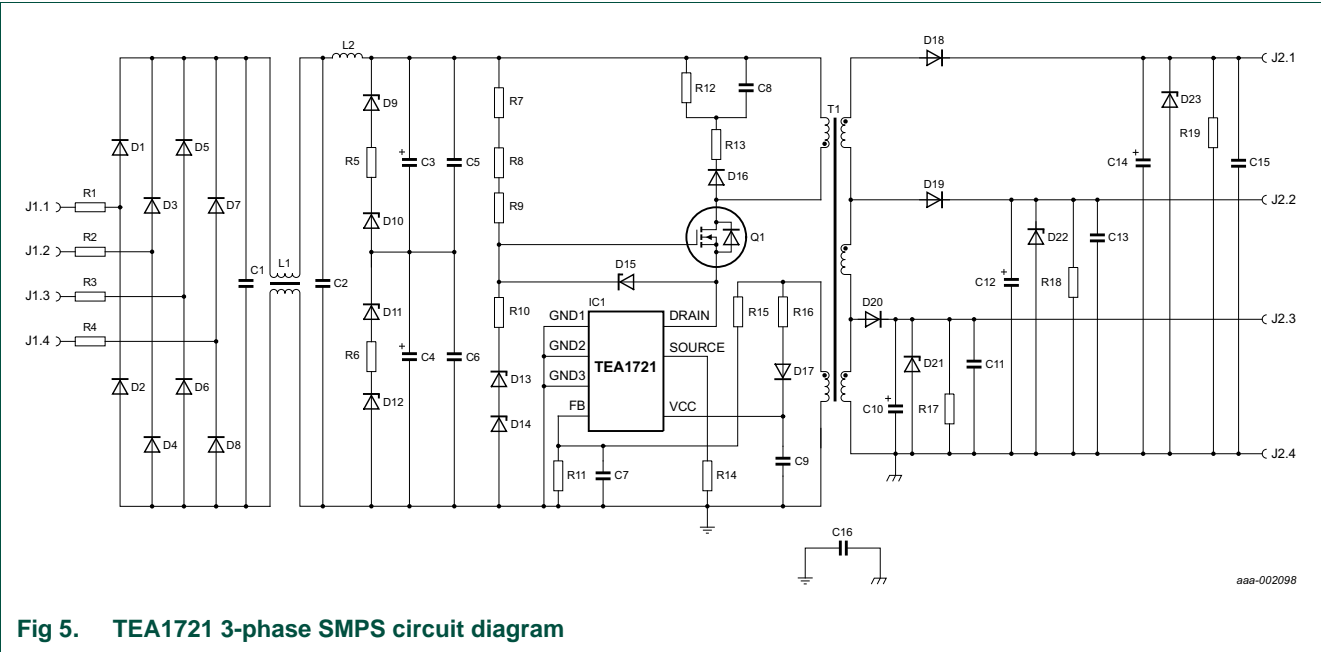 L2
D18
J2.1
D9
R7
R12
C8
T1
D23
R19
D1
D5
R13
R5
C3
C5
R8
C14
C15
R1
D16
D19
J2.2
J1.1
D3
D7
R9
D10
R2
Q1
D22
C13
J1.2
L1
D15
R3
C1
C2
C12
R18
J1.3
IC1
D20
D11
R10
GND1
DRAIN
R15
R16
J2.3
R4
J1.4
GND2
SOURCE
R6
C4
C6
TEA1721
D21
C11
D2
D6
D13
GND3
D17
D12
FB
VCC
C10
R17
D14
D4
D8
J2.4
R11
C7
R14
C9
C16
aaa-002098
Fig 5. TEA1721 3-phase SMPS circuit diagram